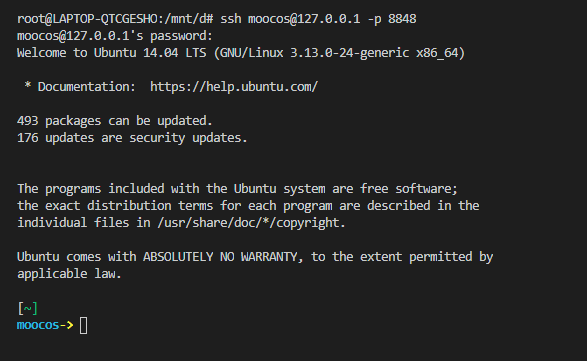 root@LAPTOP-QTCGESHO:/mnt/d# ssh moocos@127.0.0.1 -p 8848
moocos@127.0.0.1's password:
Welcome to Ubuntu 14.04 LTS (GNU/Linux 3.13.0-24-generic x86_64)
* Documentation:  https://help.ubuntu.com/
493 packages can be updated.
176 updates are security updates.
The programs included with the Ubuntu system are free software;
the exact distribution terms for each program are described in the
individual files in /usr/share/doc/*/copyright.
Ubuntu comes with ABSOLUTELY NO WARRANTY, to the extent permitted by
applicable law.
[~]
moocos->